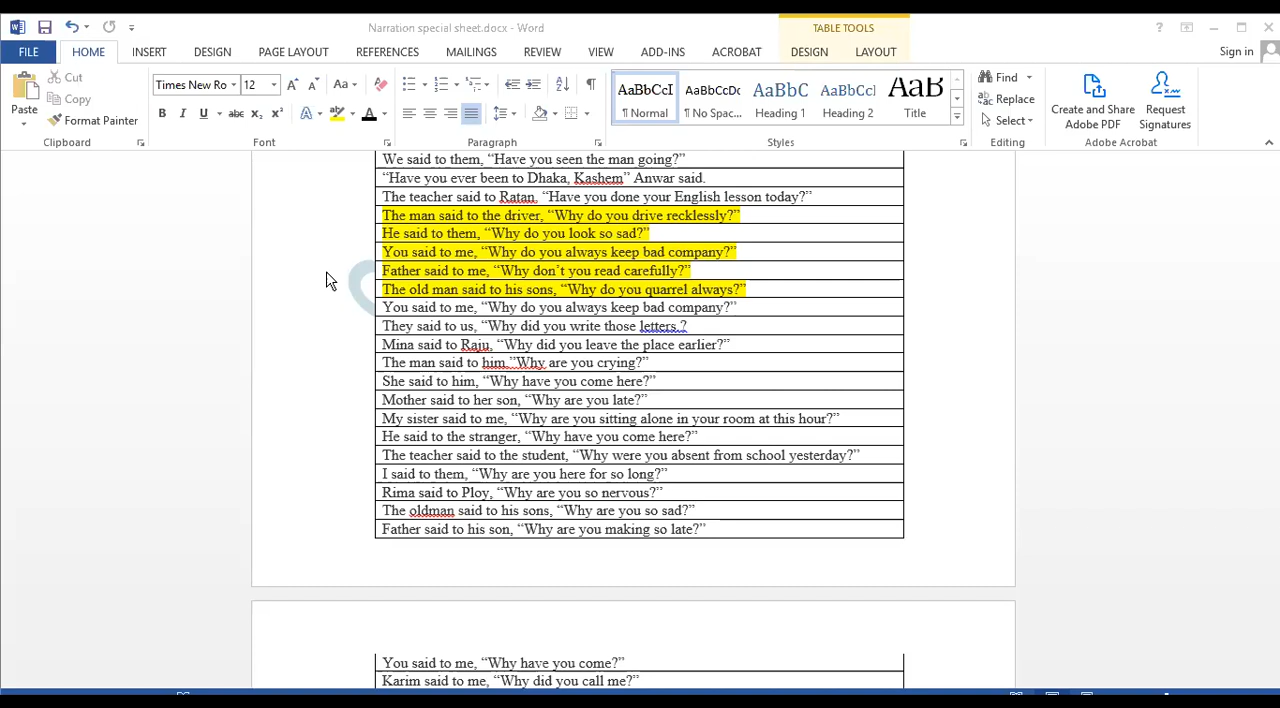 Narration special sheet.docx - Word
TABLE TOOLS
FILE HOME INSERT DESIGN PAGE LAYOUT REFERENCES MAILINGS REVIEW VIEW ADD-INS ACROBAT DESIGN LAYOUT Sign in
Paste
Cut
Copy
Format Painter
Clipboard
Times New Ro 12
Font
Paragraph
AaBbCcI AaBbCcDc AaBbC AaBbCcI AaB
¶ Normal ¶ No Spac... Heading 1 Heading 2 Title
Styles
Find
Replace
Select
Editing
Create and Share Adobe PDF
Request Signatures
Adobe Acrobat
We said to them, “Have you seen the man going?”
“Have you ever been to Dhaka, Kashem” Anwar said.
The teacher said to Ratan, “Have you done your English lesson today?”
The man said to the driver, “Why do you drive recklessly?”
He said to them, “Why do you look so sad?”
You said to me, “Why do you always keep bad company?”
Father said to me, “Why don’t you read carefully?”
The old man said to his sons, “Why do you quarrel always?”
You said to me, “Why do you always keep bad company?”
They said to us, “Why did you write those letters.?
Mina said to Raju, “Why did you leave the place earlier?”
The man said to him,”Why are you crying?”
She said to him, “Why have you come here?”
Mother said to her son, “Why are you late?”
My sister said to me, “Why are you sitting alone in your room at this hour?”
He said to the stranger, “Why have you come here?”
The teacher said to the student, “Why were you absent from school yesterday?”
I said to them, “Why are you here for so long?”
Rima said to Ploy, “Why are you so nervous?”
The oldman said to his sons, “Why are you so sad?”
Father said to his son, “Why are you making so late?”
You said to me, “Why have you come?”
Karim said to me, “Why did you call me?”